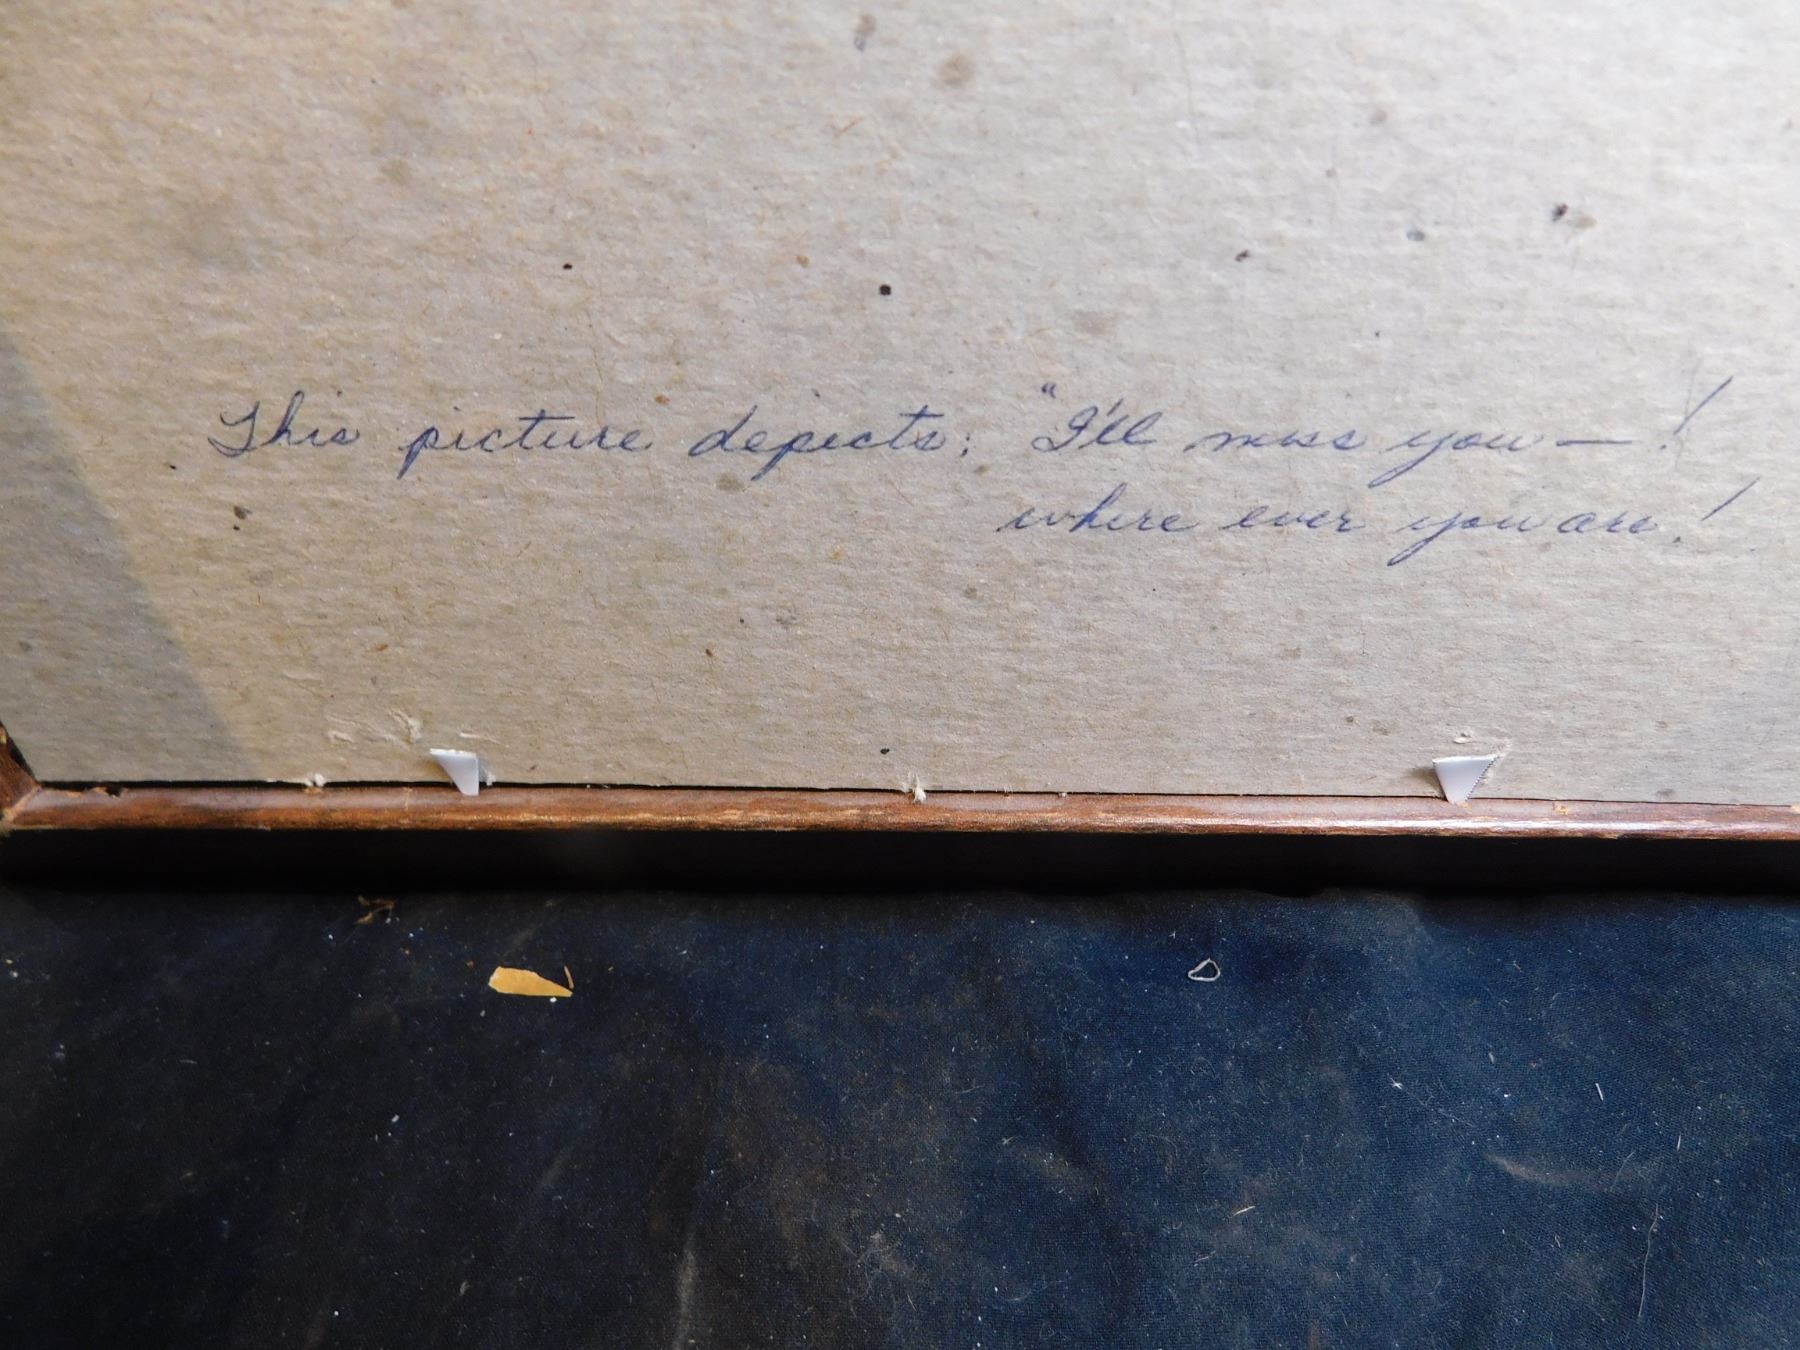 This picture depicts; "I'll miss you — !
where ever you are!